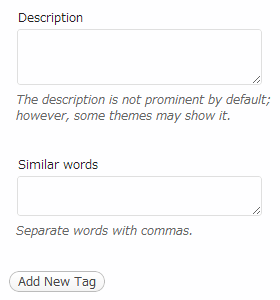 Description
The description is not prominent by default;
however, some themes may show it.
Similar words
Separate words with commas.
Add New Tag